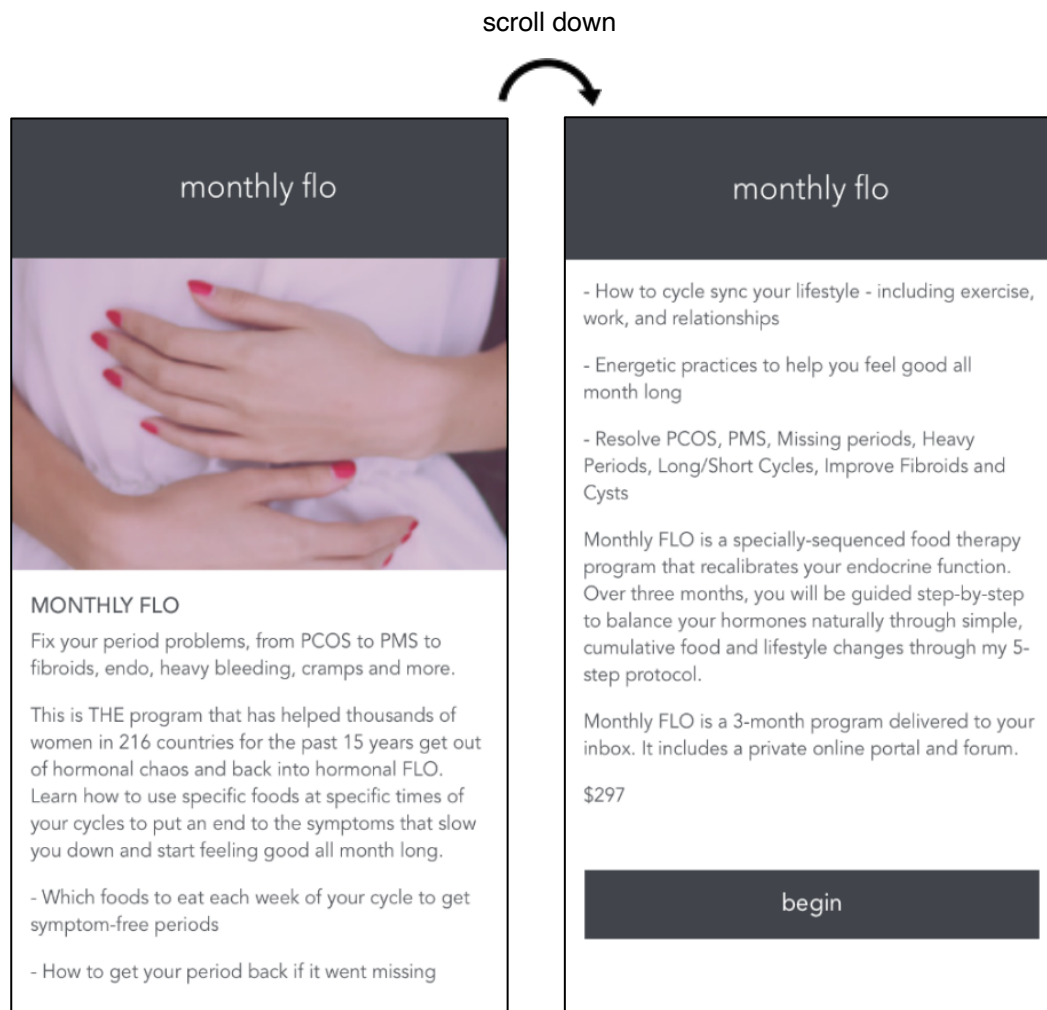 scroll down
monthly flo
MONTHLY FLO
Fix your period problems, from PCOS to PMS to
fibroids, endo, heavy bleeding, cramps and more.
This is THE program that has helped thousands of
women in 216 countries for the past 15 years get out
of hormonal chaos and back into hormonal FLO.
Learn how to use specific foods at specific times of
your cycles to put an end to the symptoms that slow
you down and start feeling good all month long.
- Which foods to eat each week of your cycle to get
symptom-free periods
- How to get your period back if it went missing
monthly flo
- How to cycle sync your lifestyle - including exercise,
work, and relationships
- Energetic practices to help you feel good all
month long
- Resolve PCOS, PMS, Missing periods, Heavy
Periods, Long/Short Cycles, Improve Fibroids and
Cysts
Monthly FLO is a specially-sequenced food therapy
program that recalibrates your endocrine function.
Over three months, you will be guided step-by-step
to balance your hormones naturally through simple,
cumulative food and lifestyle changes through my 5-
step protocol.
Monthly FLO is a 3-month program delivered to your
inbox. It includes a private online portal and forum.
$297
begin